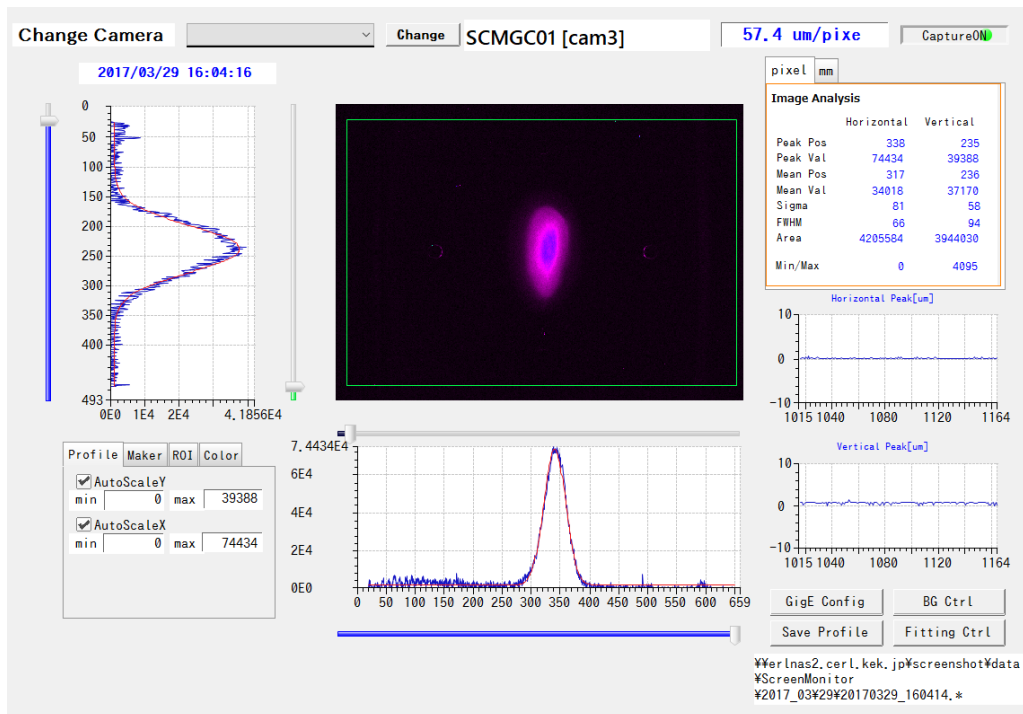 Change Camera
Change
SCMGC01 [cam3]
57.4 um/pixe
CaptureON
2017/03/29 16:04:16
pixel mm
Image Analysis
Horizontal Vertical
Peak Pos 338 235
Peak Val 74434 39388
Mean Pos 317 236
Mean Val 34018 37170
Sigma 81 58
FWHM 66 94
Area 4205584 3944030
Min/Max 0 4095
0
50
100
150
200
250
300
350
400
493
0E0 1E4 2E4 4.1856E4
Horizontal Peak[um]
10
0
-10
1015 1040 1080 1120 1164
Vertical Peak[um]
10
0
-10
1015 1040 1080 1120 1164
Profile Maker ROI Color
AutoScaleY
min 0 max 39388
AutoScaleX
min 0 max 74434
7.4434E4
6E4
4E4
2E4
0E0
0 50 100 150 200 250 300 350 400 450 500 550 600 659
GigE Config BG Ctrl
Save Profile Fitting Ctrl
¥¥erlnas2.cerl.kek.jp¥screenshot¥data
¥ScreenMonitor
¥2017_03¥29¥20170329_160414.*